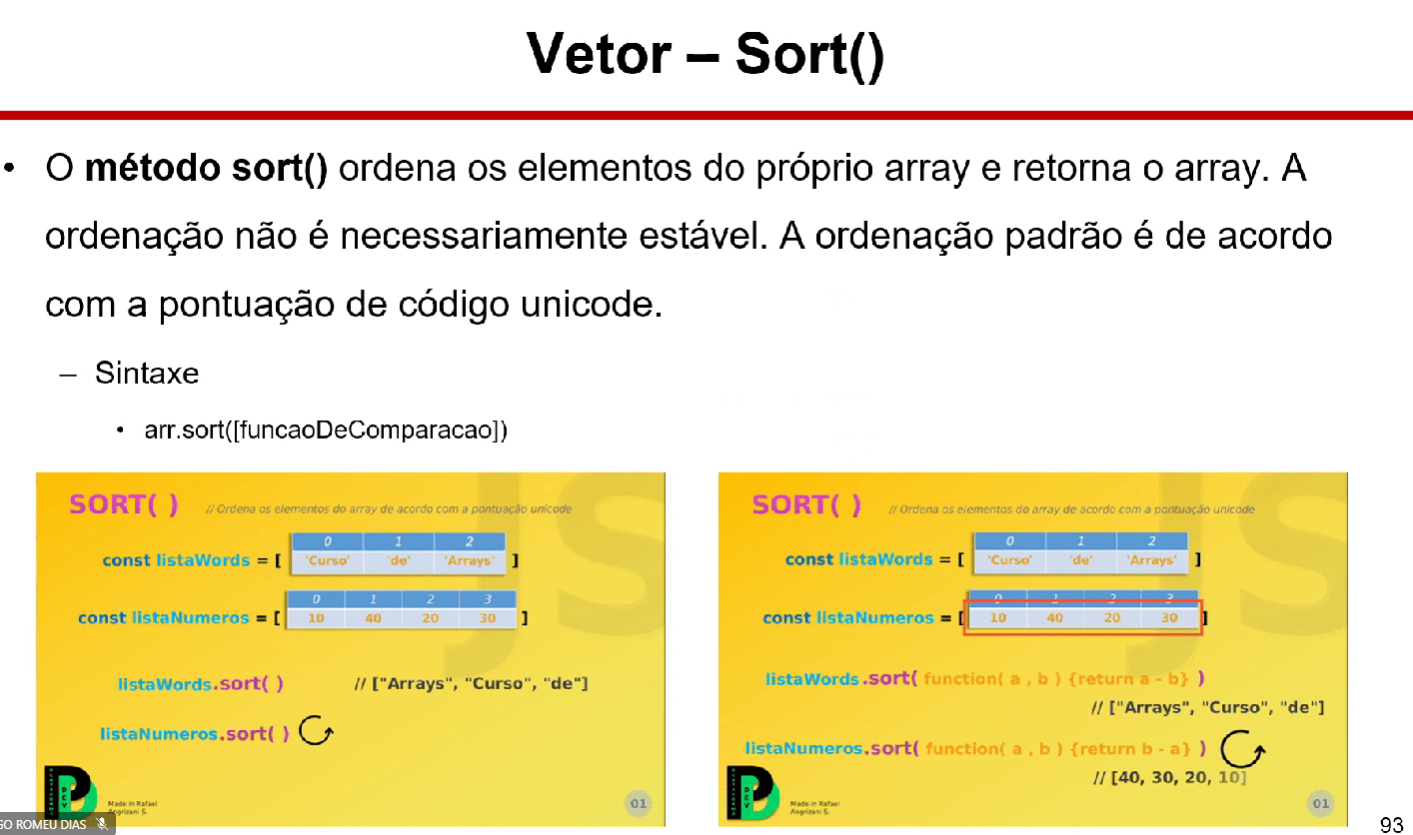 Vetor – Sort()
• O método sort() ordena os elementos do próprio array e retorna o array. A
ordenação não é necessariamente estável. A ordenação padrão é de acordo
com a pontuação de código unicode.
– Sintaxe
• arr.sort([funcaoDeComparacao])
SORT( ) // Ordena os elementos do array de acordo com a pontuação unicode
0 1 2
const listaWords = [ 'Curso' 'de' 'Arrays' ]
0 1 2 3
const listaNumeros = [ 10 40 20 30 ]
listaWords.sort( ) // ["Arrays", "Curso", "de"]
listaNumeros.sort( )
DEV
Made in Rafael
Angrizani S.
01
GO ROMEU DIAS
SORT( ) // Ordena os elementos do array de acordo com a pontuação unicode
0 1 2
const listaWords = [ 'Curso' 'de' 'Arrays' ]
0 1 2 3
const listaNumeros = [ 10 40 20 30 ]
listaWords.sort( function( a , b ) {return a - b} )
// ["Arrays", "Curso", "de"]
listaNumeros.sort( function( a , b ) {return b - a} )
// [40, 30, 20, 10]
DEV
Made in Rafael
Angrizani S.
01
JS
JS
93